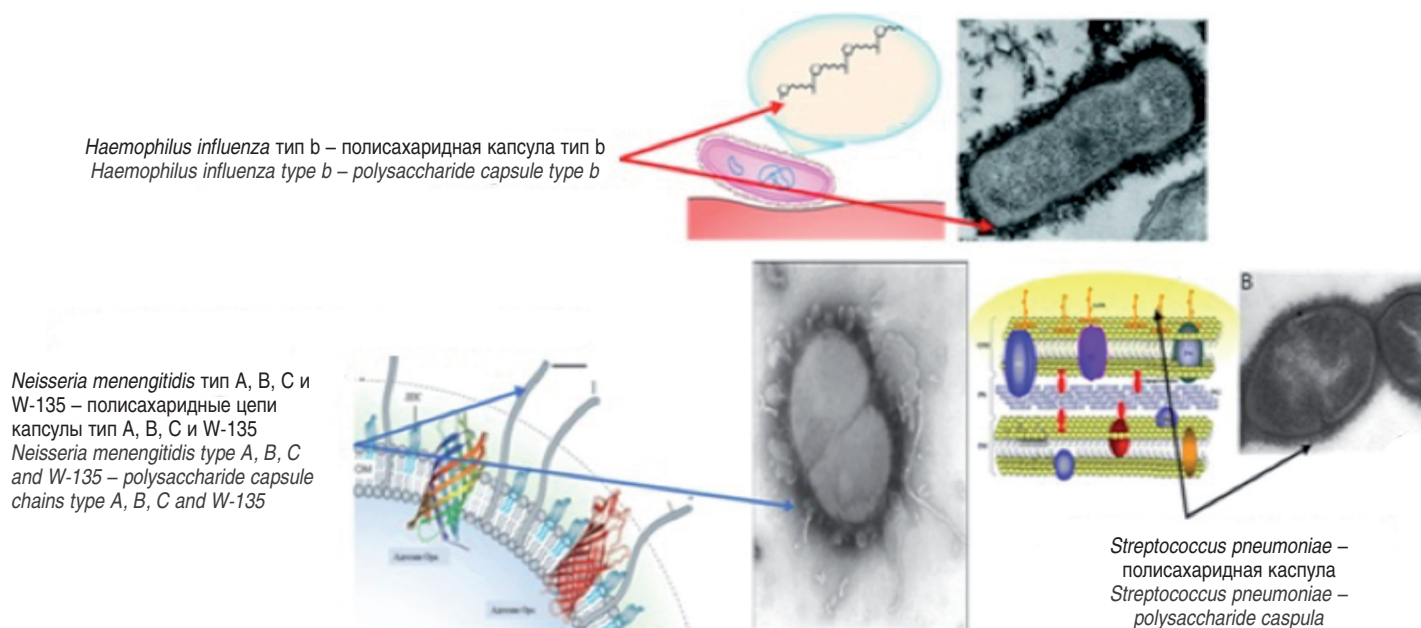 Haemophilus influenza тип b – полисахаридная капсула тип b
Haemophilus influenza type b – polysaccharide capsule type b
B
Neisseria menengitidis тип А, В, С и
W-135 – полисахаридные цепи
капсулы тип А, В, С и W-135
Neisseria menengitidis type A, B, C
and W-135 – polysaccharide capsule
chains type A, B, C and W-135
Streptococcus pneumoniae –
полисахаридная каспула
Streptococcus pneumoniae –
polysaccharide caspula